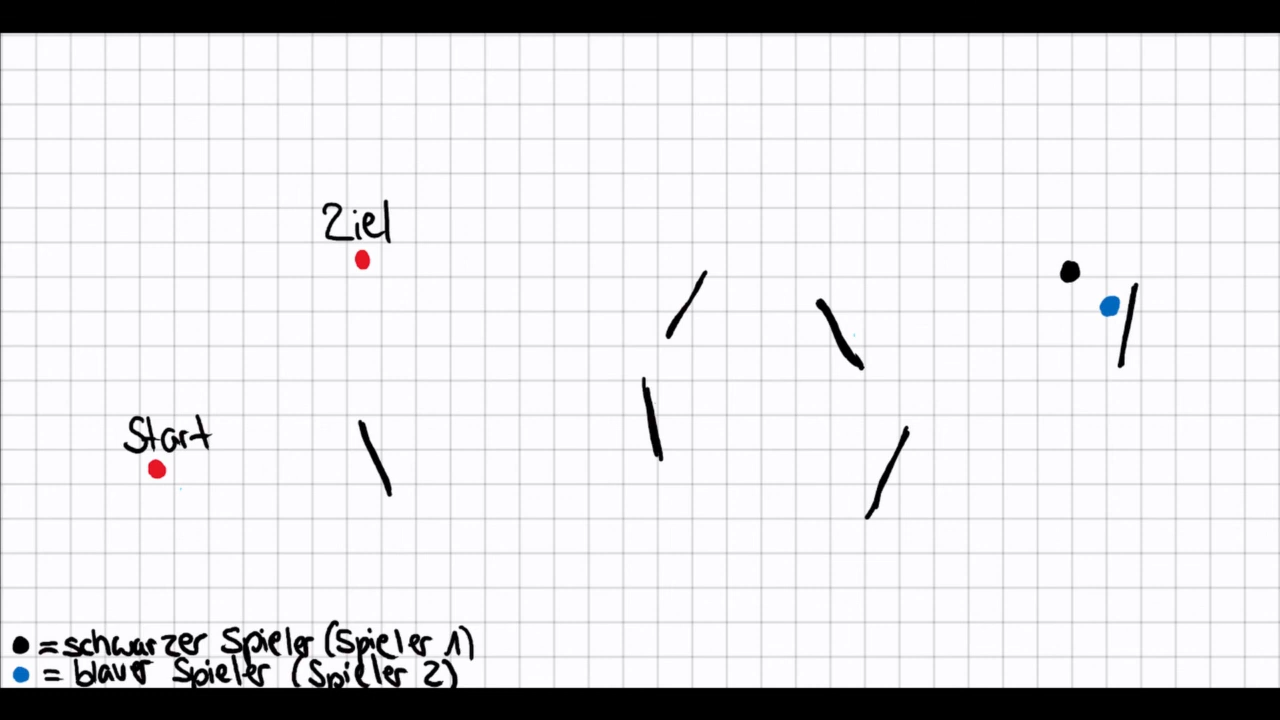 Ziel
Start
= schwarzer Spieler (Spieler 1)
= blauer Spieler (Spieler 2)